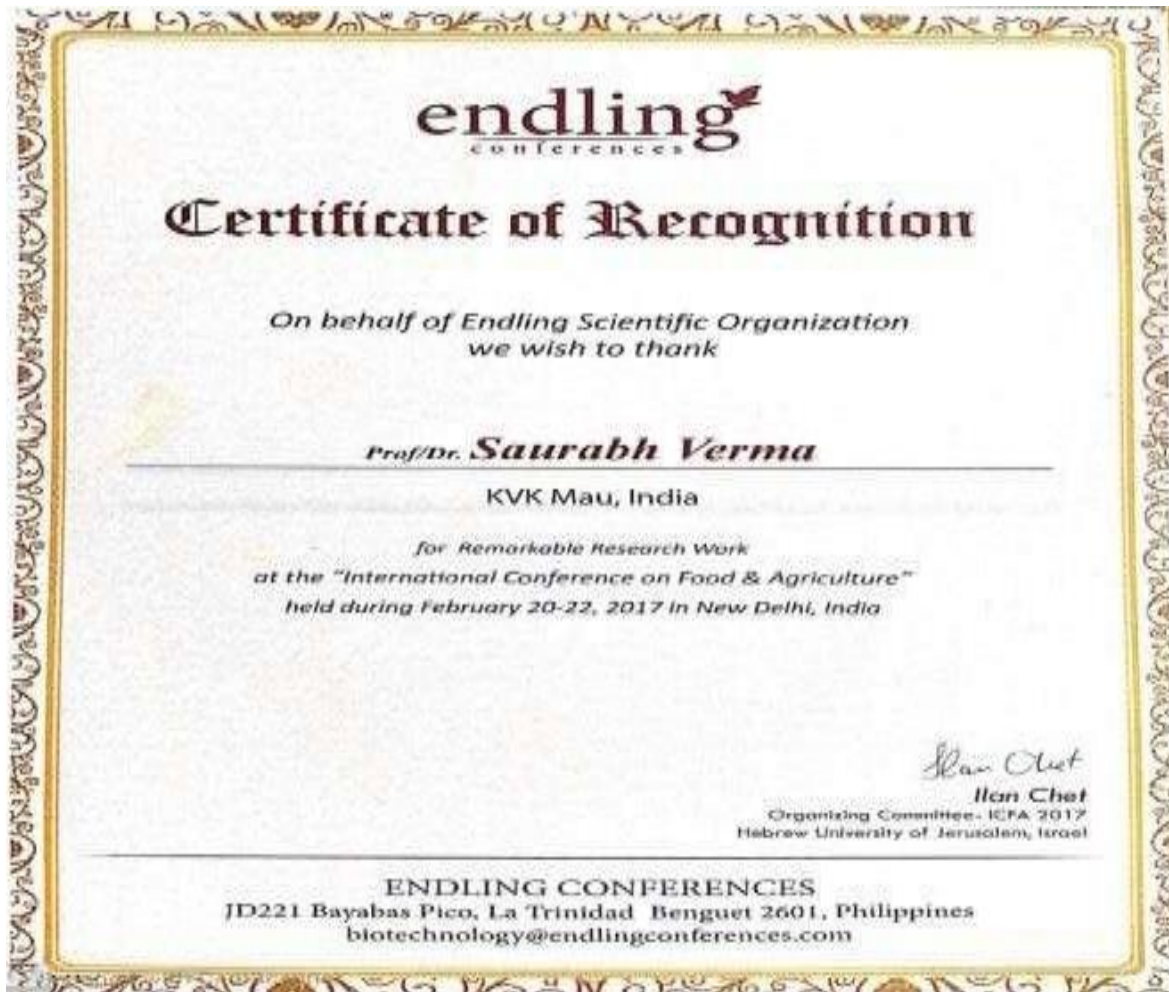 endling
conferences
Certificate of Recognition
On behalf of Endling Scientific Organization
we wish to thank
Prof/Dr. Saurabh Verma
KVK Mau, India
for Remarkable Research Work
at the "International Conference on Food & Agriculture"
held during February 20-22, 2017 in New Delhi, India
Ilan Chet
Ilan Chet
Organizing Committee- ICFA 2017
Hebrew University of Jerusalem, Israel
ENDLING CONFERENCES
JD221 Bayabas Pico, La Trinidad Benguet 2601, Philippines
biotechnology@endlingconferences.com